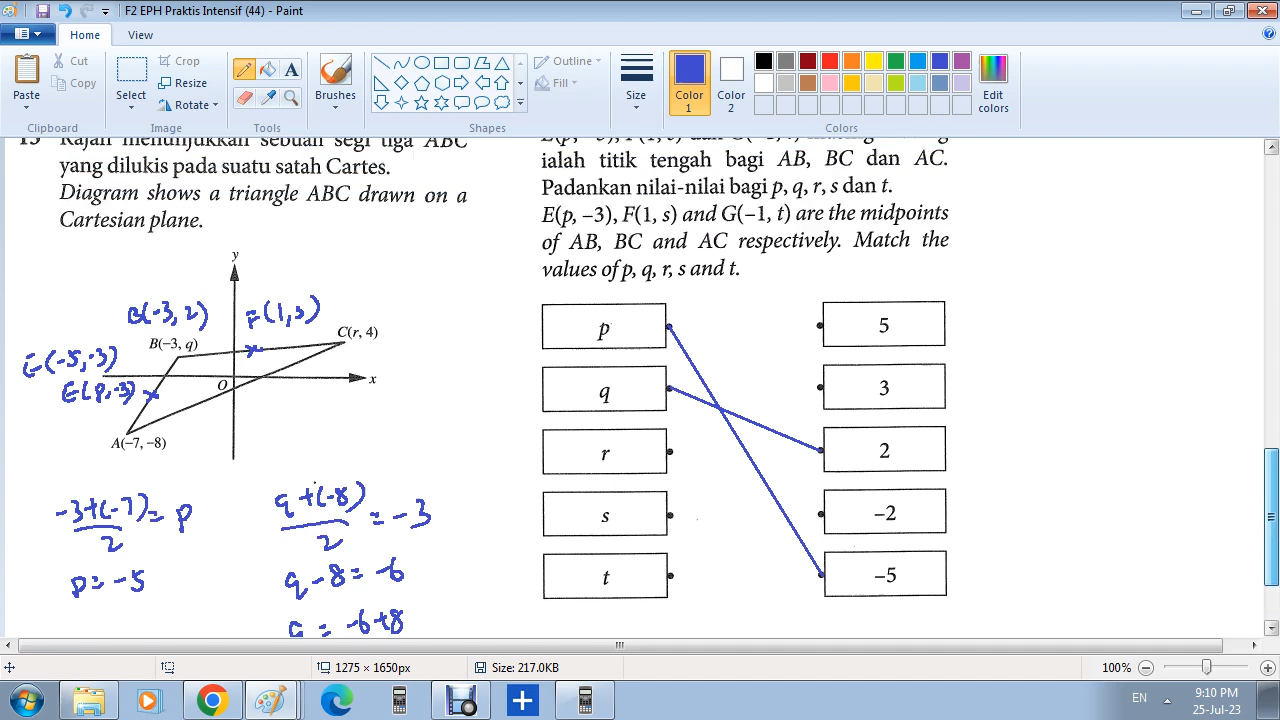 F2 EPH Praktis Intensif (44) - Paint
Home
View
Paste
Cut
Copy
Clipboard
Select
Crop
Resize
Rotate
Image
A
Tools
Brushes
Shapes
Outline
Fill
Size
Color 1
Color 2
Edit colors
Colors
Rajah menunjukkan sebuah segi tiga ABC
yang dilukis pada suatu satah Cartes.
Diagram shows a triangle ABC drawn on a
Cartesian plane.
y
B(-3, 2)
F(1, s)
B(−3, q)
C(r, 4)
E(-5, -3)
E(p, -3)
O
x
A(−7, −8)
-3+(-7)/2 = p
p = -5
q+(-8)/2 = -3
q - 8 = -6
q = -6+8
ialah titik tengah bagi AB, BC dan AC.
Padankan nilai-nilai bagi p, q, r, s dan t.
E(p, −3), F(1, s) and G(−1, t) are the midpoints
of AB, BC and AC respectively. Match the
values of p, q, r, s and t.
p
5
q
3
r
2
s
−2
t
−5
1275 × 1650px
Size: 217.0KB
100%
EN
9:10 PM
25-Jul-23